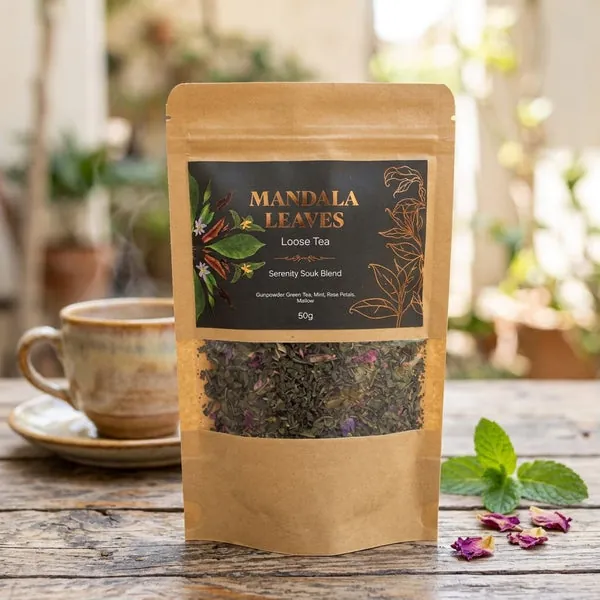 MANDALA
LEAVES
Loose Tea
Serenity Souk Blend
Gunpowder Green Tea, Mint, Rose Petals,
Mallow
50g